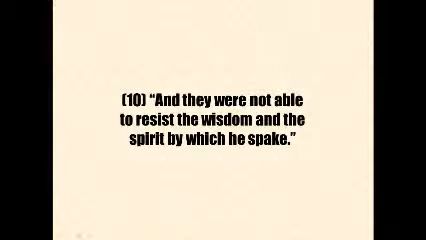 (10) “And they were not able
to resist the wisdom and the
spirit by which he spake.”